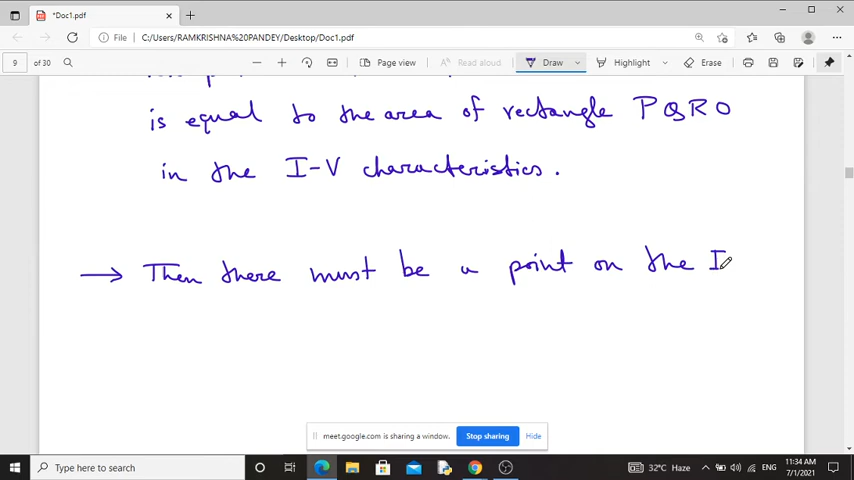 *Doc1.pdf
File C:/Users/RAMKRISHNA%20PANDEY/Desktop/Doc1.pdf
9 of 30 Page view Read aloud Draw Highlight Erase
is equal to the area of rectangle PQRO
in the I-V characteristics.
→ Then there must be a point on the I
meet.google.com is sharing a window. Stop sharing Hide
Type here to search 32°C Haze ENG 11:34 AM
7/1/2021